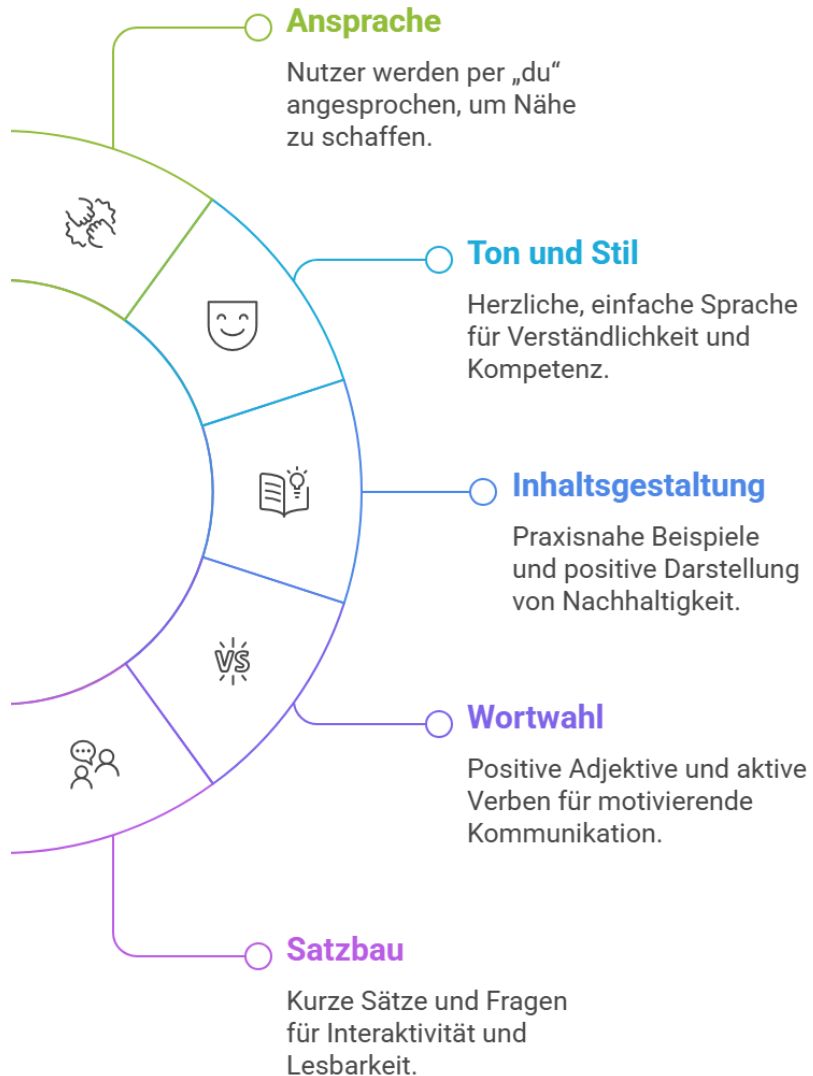 Ansprache
Nutzer werden per „du“
angesprochen, um Nähe
zu schaffen.
Ton und Stil
Herzliche, einfache Sprache
für Verständlichkeit und
Kompetenz.
Inhaltsgestaltung
Praxisnahe Beispiele
und positive Darstellung
von Nachhaltigkeit.
VS
Wortwahl
Positive Adjektive und aktive
Verben für motivierende
Kommunikation.
Satzbau
Kurze Sätze und Fragen
für Interaktivität und
Lesbarkeit.